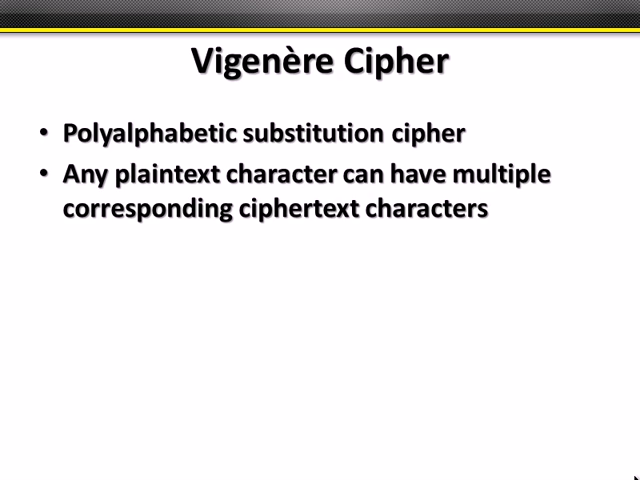 Vigenère Cipher
• Polyalphabetic substitution cipher
• Any plaintext character can have multiple
corresponding ciphertext characters